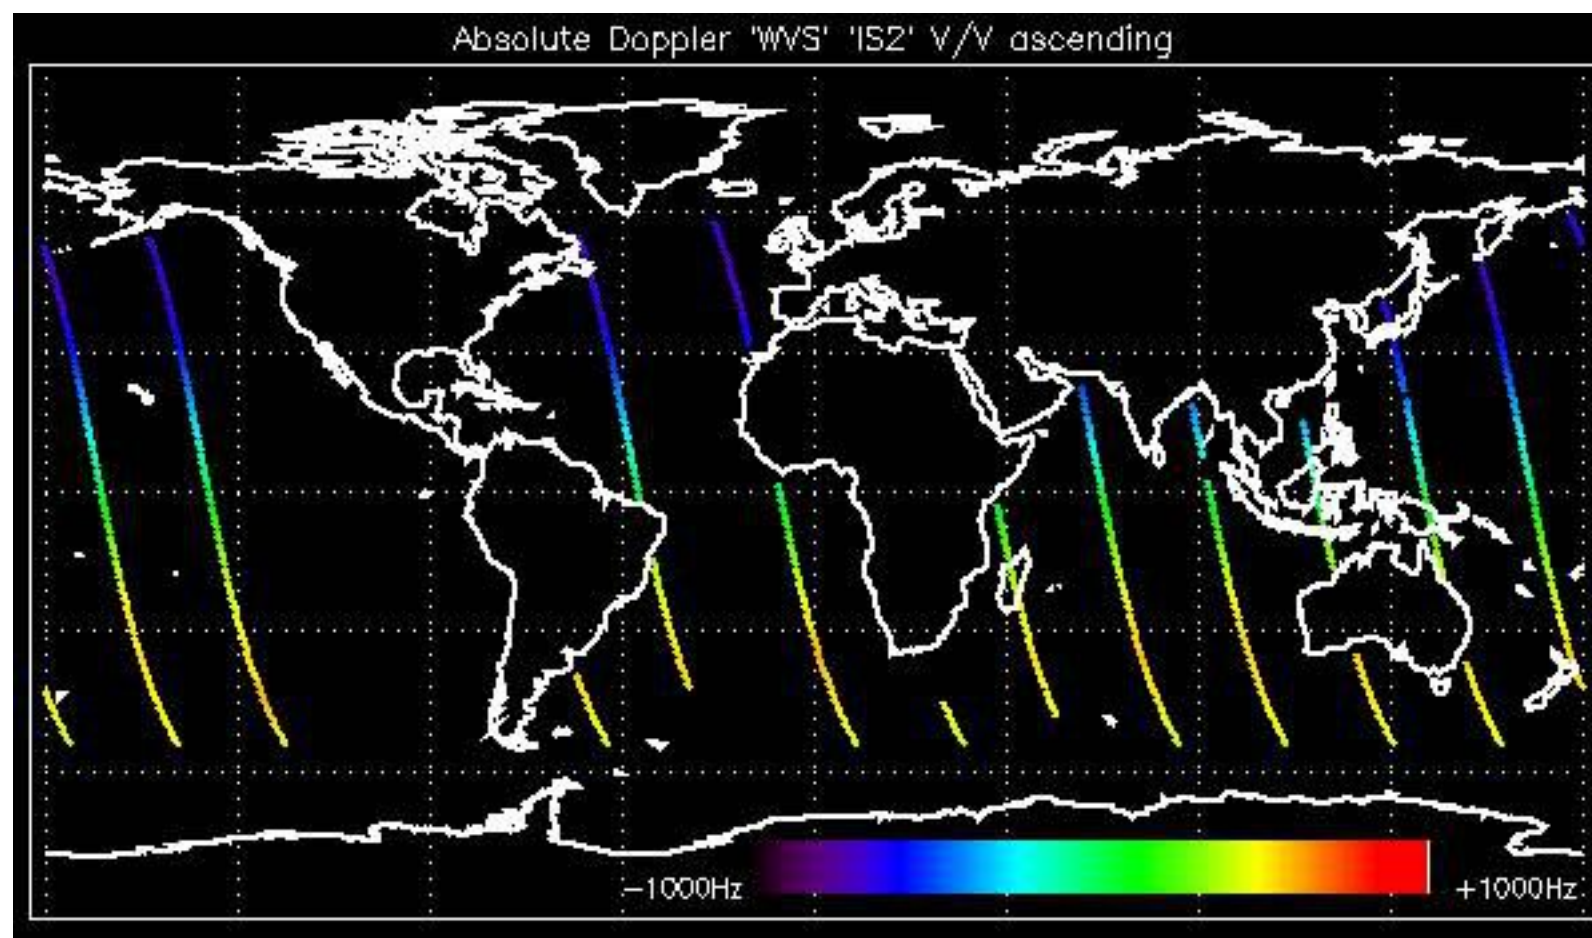 Absolute Doppler 'WVS' 'IS2' V/V ascending
−1000Hz
+1000Hz